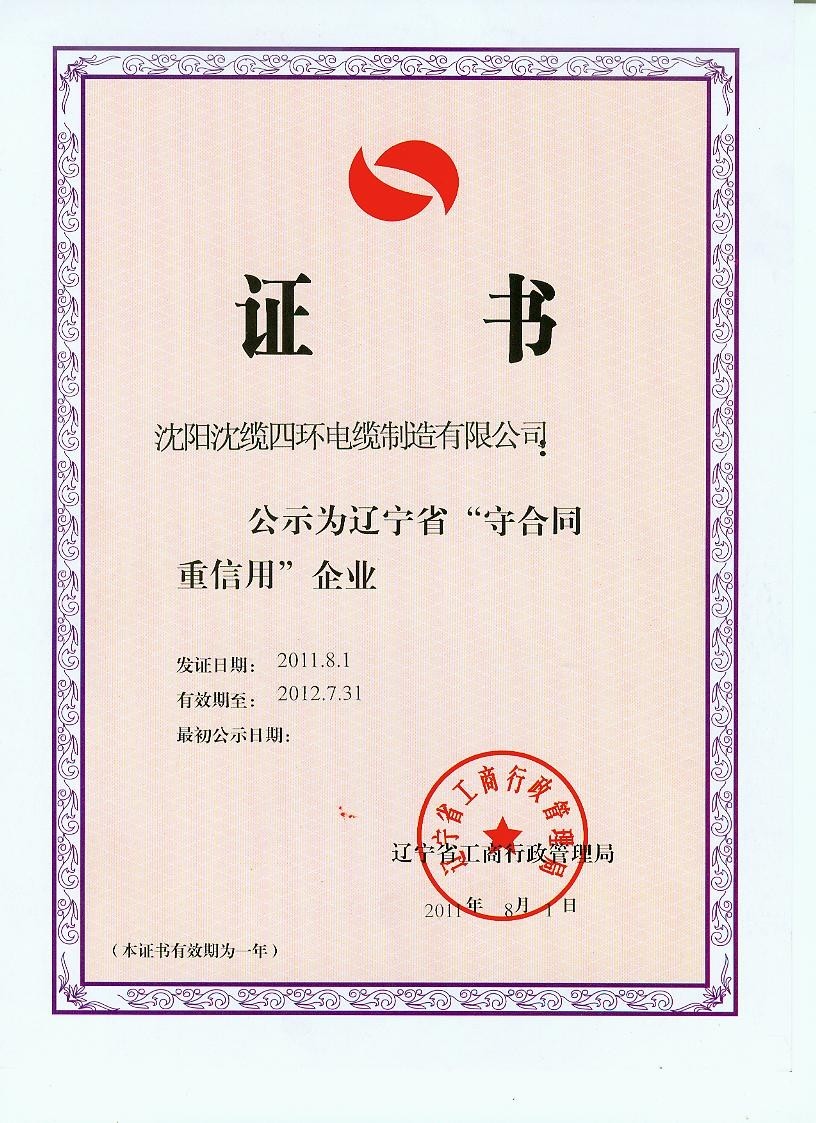 证 书
沈阳沈缆四环电缆制造有限公司:
公示为辽宁省“守合同
重信用”企业
发证日期: 2011.8.1
有效期至: 2012.7.31
最初公示日期:
辽宁省工商行政管理局
辽宁省工商行政管理局
2011年 8月 1日
(本证书有效期为一年)